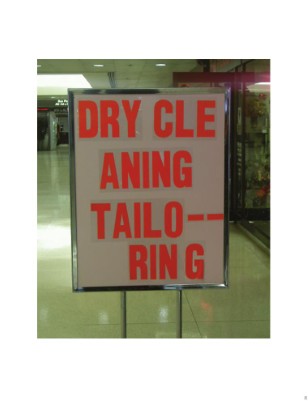 DRY CLE
ANING
TAILO--
RING